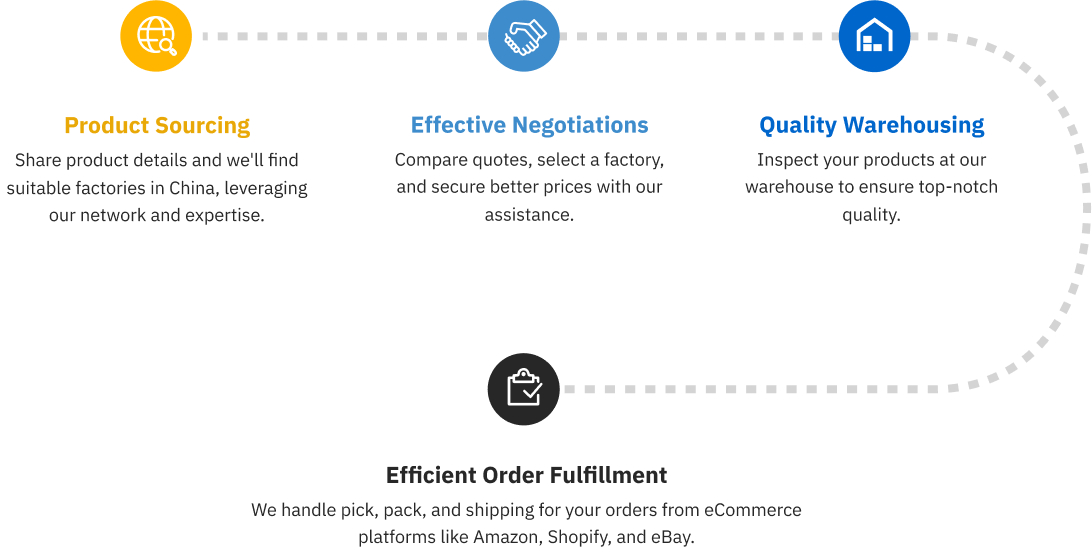 Product Sourcing
Share product details and we'll find
suitable factories in China, leveraging
our network and expertise.
Effective Negotiations
Compare quotes, select a factory,
and secure better prices with our
assistance.
Quality Warehousing
Inspect your products at our
warehouse to ensure top-notch
quality.
Efficient Order Fulfillment
We handle pick, pack, and shipping for your orders from eCommerce
platforms like Amazon, Shopify, and eBay.